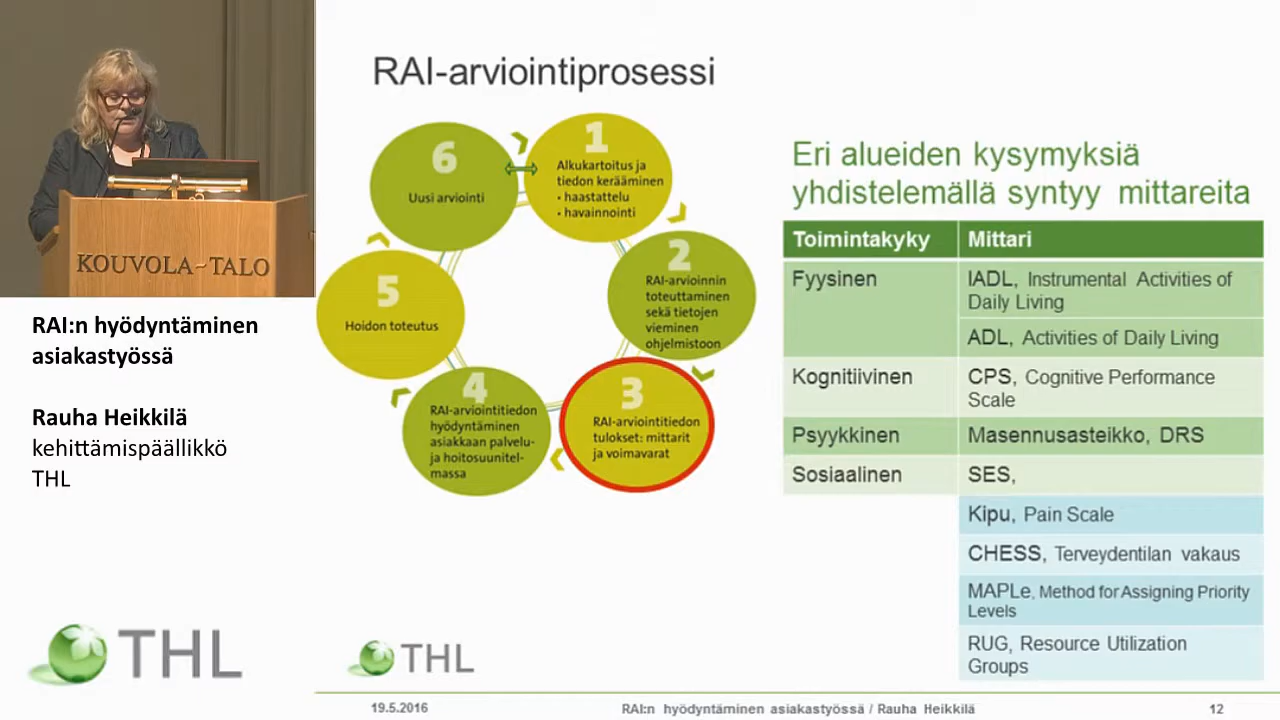 KOUVOLA-TALO
RAI:n hyödyntäminen
asiakastyössä
Rauha Heikkilä
kehittämispäällikkö
THL
THL
RAI-arviointiprosessi
1
Alkukartoitus ja
tiedon kerääminen
• haastattelu
• havainnointi
2
RAI-arvioinnin
toteuttaminen
sekä tietojen
vieminen
ohjelmistoon
3
RAI-arviointitiedon
tulokset: mittarit
ja voimavarat
4
RAI-arviointitiedon
hyödyntäminen
asiakkaan palvelu-
ja hoitosuunitel-
massa
5
Hoidon toteutus
6
Uusi arviointi
Eri alueiden kysymyksiä
yhdistelemällä syntyy mittareita
Toimintakyky Mittari
Fyysinen IADL, Instrumental Activities of
Daily Living
ADL, Activities of Daily Living
Kognitiivinen CPS, Cognitive Performance
Scale
Psyykkinen Masennusasteikko, DRS
Sosiaalinen SES,
Kipu, Pain Scale
CHESS, Terveydentilan vakaus
MAPLe, Method for Assigning Priority
Levels
RUG, Resource Utilization
Groups
THL
19.5.2016 RAI:n hyödyntäminen asiakastyössä / Rauha Heikkilä 12